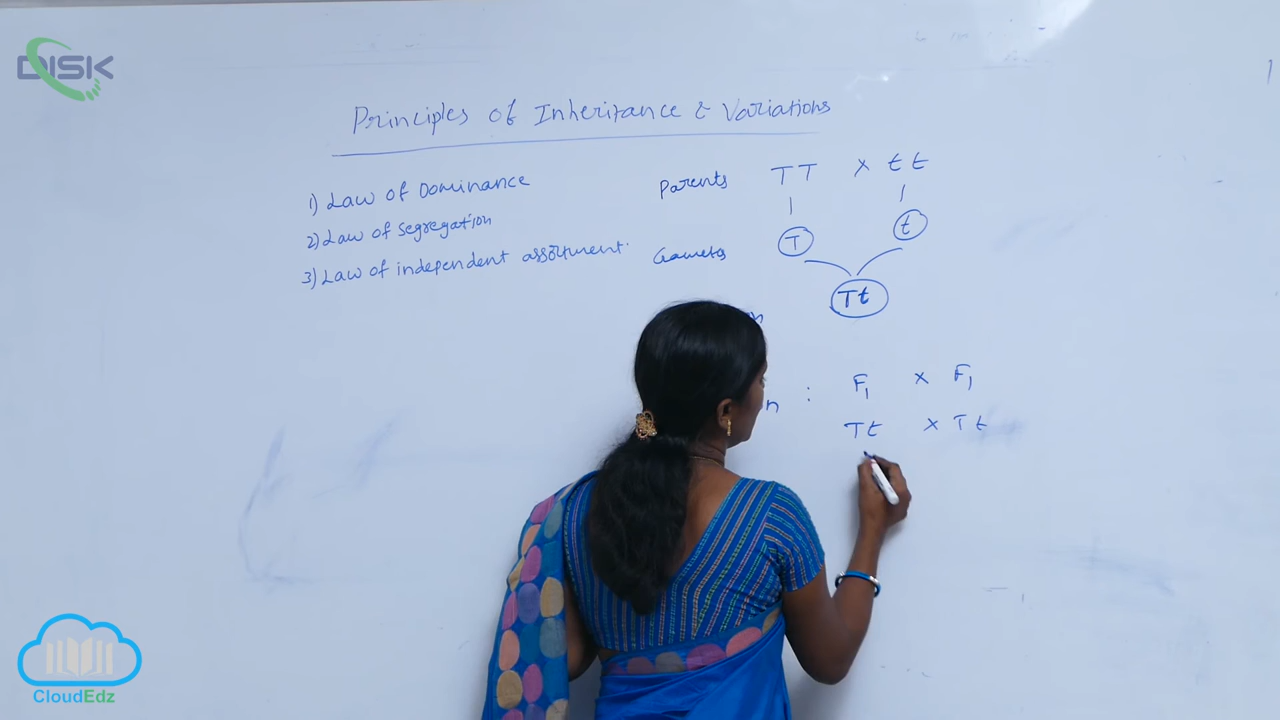 DISK
Principles of Inheritance & Variations
1) Law of Dominance
2) Law of segregation
3) Law of independent assortment.
Parents TT x tt
T t
Gametes
Tt
n : F1 x F1
Tt x Tt
CloudEdz